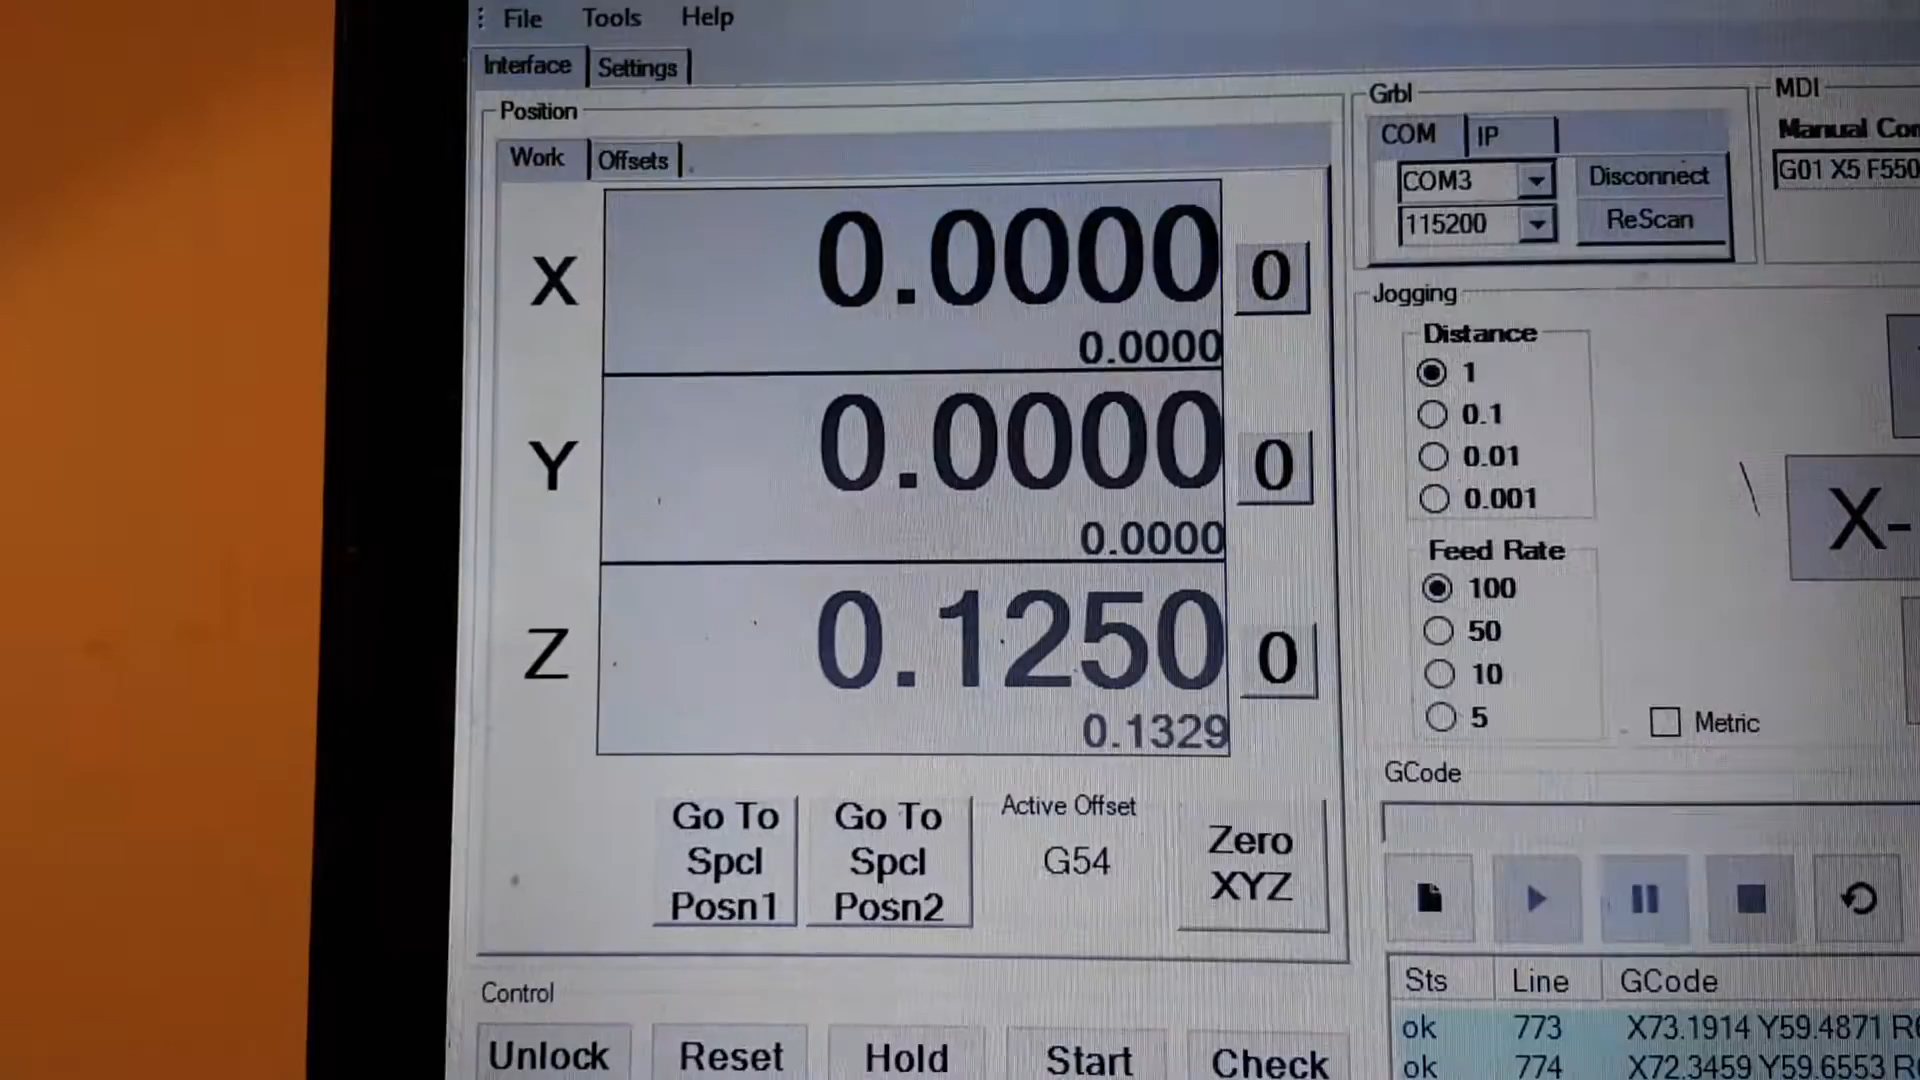 File Tools Help
Interface Settings
Position
Work Offsets
X 0.0000 0
0.0000
Y 0.0000 0
0.0000
Z 0.1250 0
0.1329
Go To Spcl Posn1
Go To Spcl Posn2
Active Offset
G54
Zero XYZ
Control
Unlock Reset Hold Start Check
Grbl
COM IP
COM3 Disconnect
115200 ReScan
MDI
Manual Co
G01 X5 F550
Jogging
Distance
1
0.1
0.01
0.001
X-
Feed Rate
100
50
10
5
Metric
GCode
Sts Line GCode
ok 773 X73.1914 Y59.4871 R
ok 774 X72.3459 Y59.6553 R